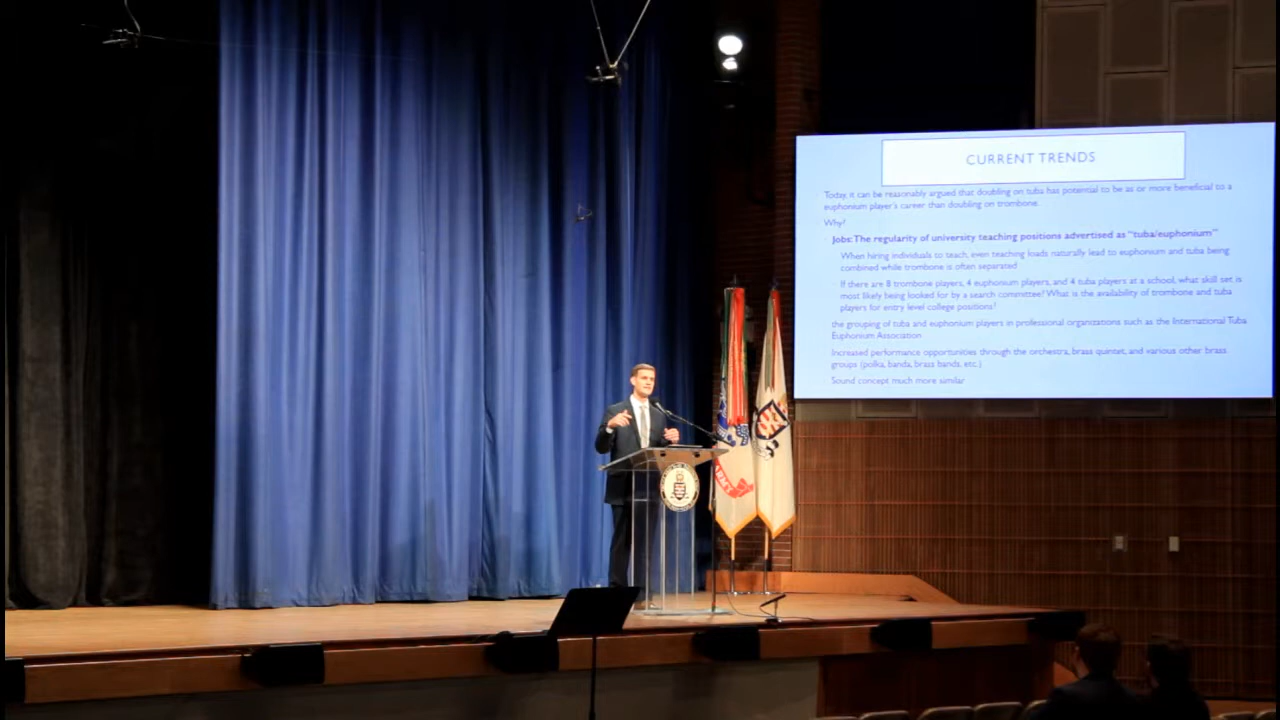 CURRENT TRENDS
Today, it can be reasonably argued that doubling on tuba has potential to be as or more beneficial to a
euphonium player's career than doubling on trombone.
Why?
Jobs: The regularity of university teaching positions advertised as "tuba/euphonium"
When hiring individuals to teach, even teaching loads naturally lead to euphonium and tuba being
combined while trombone is often separated
If there are 8 trombone players, 4 euphonium players, and 4 tuba players at a school, what skill set is
most likely being looked for by a search committee? What is the availability of trombone and tuba
players for entry level college positions?
the grouping of tuba and euphonium players in professional organizations such as the International Tuba
Euphonium Association
Increased performance opportunities through the orchestra, brass quintet, and various other brass
groups (polka, banda, brass bands, etc.)
Sound concept much more similar
ARMY